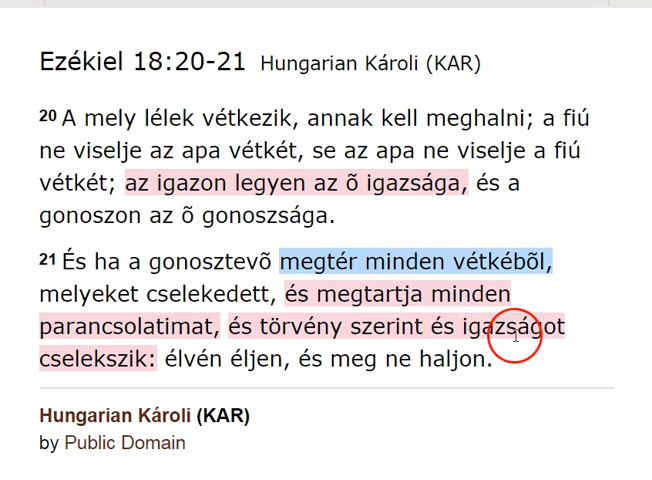 Ezékiel 18:20-21 Hungarian Károli (KAR)
20 A mely lélek vétkezik, annak kell meghalni; a fiú
ne viselje az apa vétkét, se az apa ne viselje a fiú
vétkét; az igazon legyen az õ igazsága, és a
gonoszon az õ gonoszsága.
21 És ha a gonosztevõ megtér minden vétkébõl,
melyeket cselekedett, és megtartja minden
parancsolatimat, és törvény szerint és igazságot
cselekszik: élvén éljen, és meg ne haljon.
Hungarian Károli (KAR)
by Public Domain